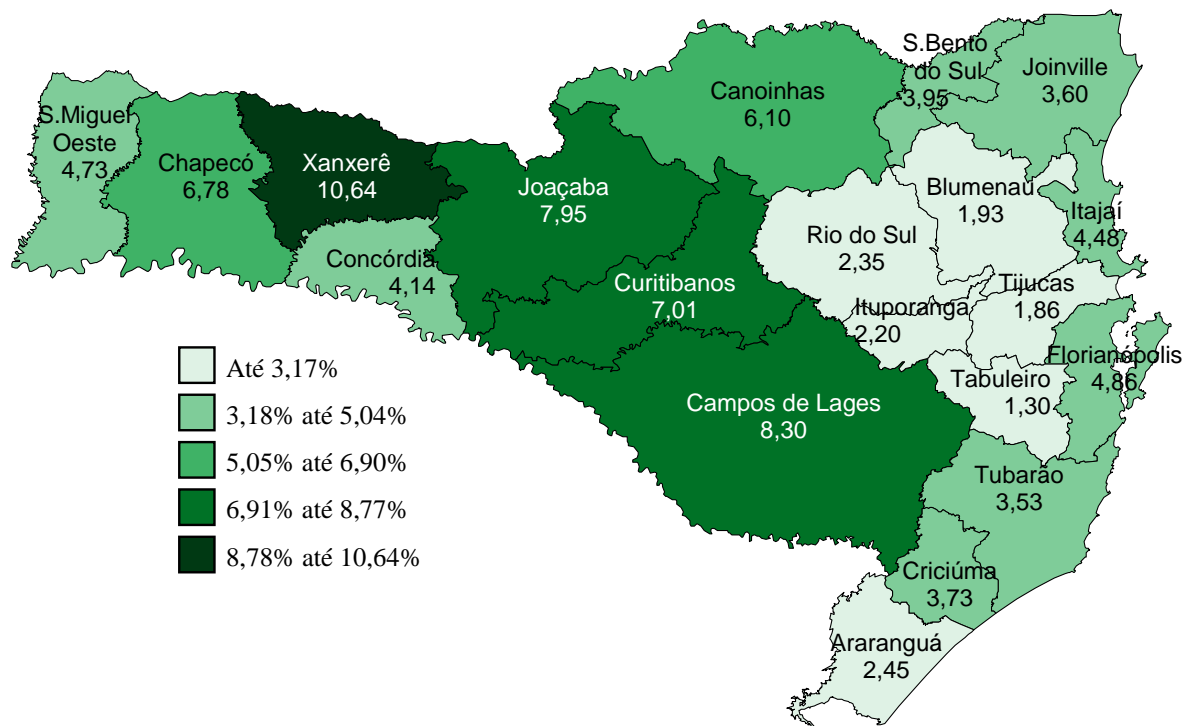 S.Bento
do Sul
3,95
Joinville
3,60
Canoinhas
6,10
S.Miguel
Oeste
4,73
Chapecó
6,78
Xanxerê
10,64
Joaçaba
7,95
Blumenau
1,93
Itajaí
4,48
Rio do Sul
2,35
Concórdia
4,14
Curitibanos
7,01
Ituporanga
2,20
Tijucas
1,86
Florianópolis
4,86
Tabuleiro
1,30
Campos de Lages
8,30
Tubarão
3,53
Criciúma
3,73
Araranguá
2,45
Até 3,17%
3,18% até 5,04%
5,05% até 6,90%
6,91% até 8,77%
8,78% até 10,64%